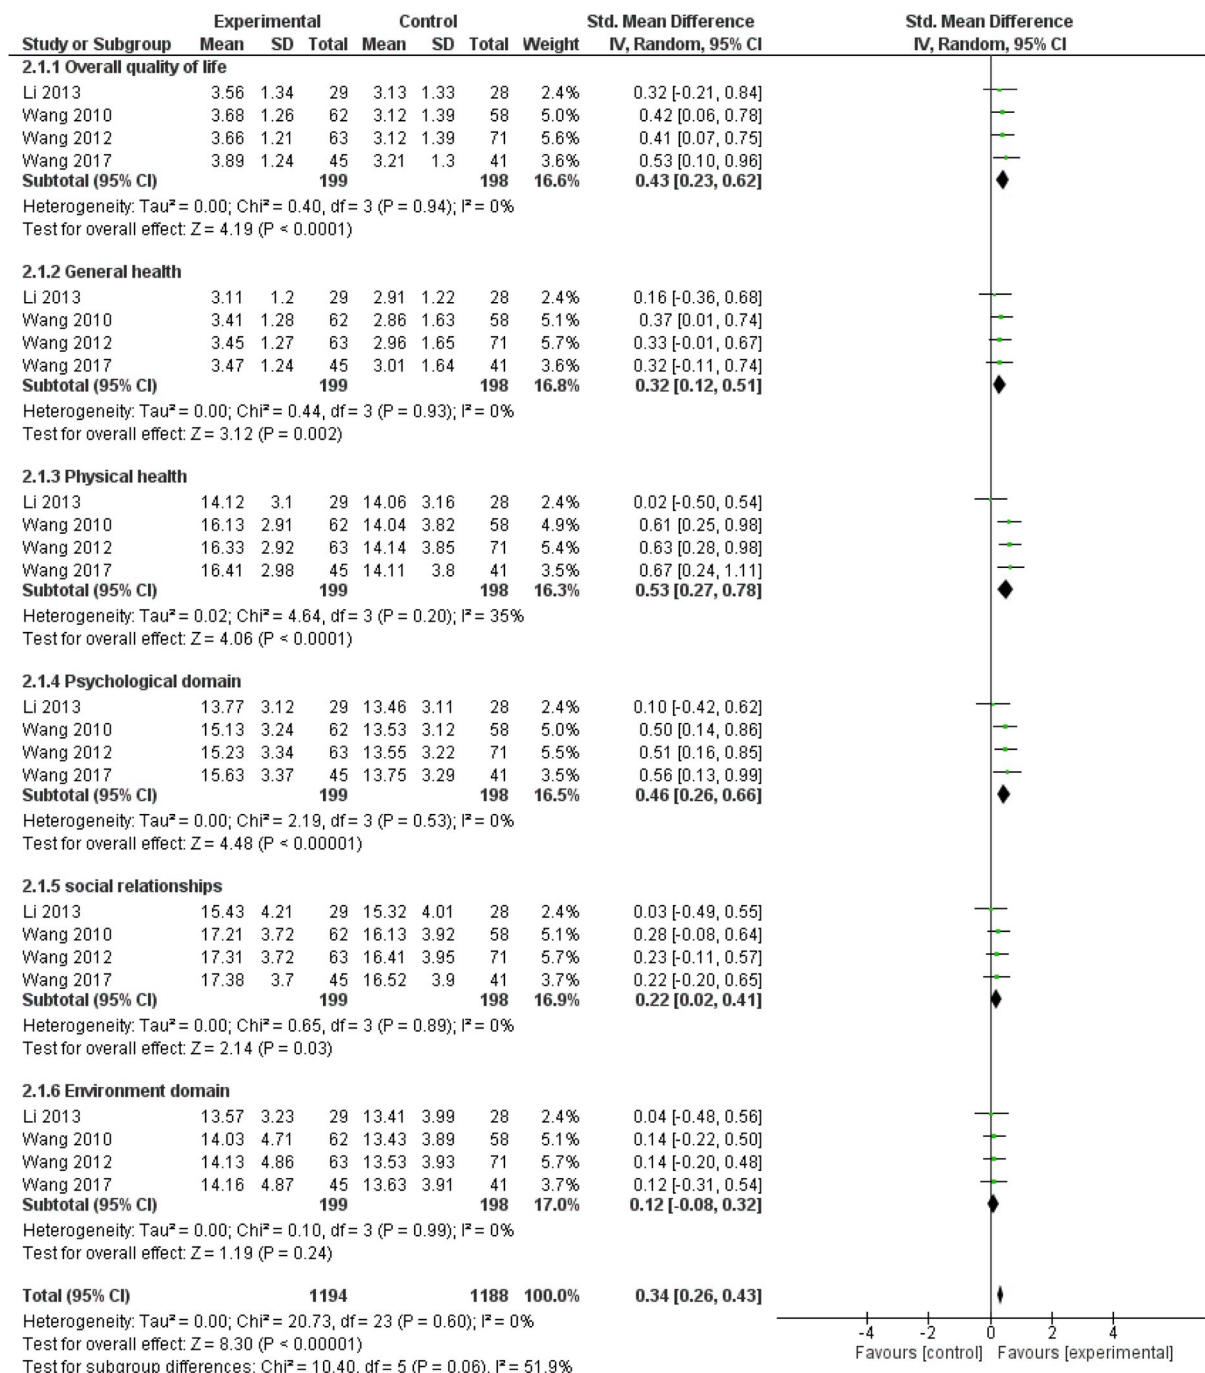 Experimental Control Std. Mean Difference Std. Mean Difference
Study or Subgroup Mean SD Total Mean SD Total Weight IV, Random, 95% CI IV, Random, 95% CI
2.1.1 Overall quality of life
Li 2013 3.56 1.34 29 3.13 1.33 28 2.4% 0.32 [-0.21, 0.84]
Wang 2010 3.68 1.26 62 3.12 1.39 58 5.0% 0.42 [0.06, 0.78]
Wang 2012 3.66 1.21 63 3.12 1.39 71 5.6% 0.41 [0.07, 0.75]
Wang 2017 3.89 1.24 45 3.21 1.3 41 3.6% 0.53 [0.10, 0.96]
Subtotal (95% CI) 199 198 16.6% 0.43 [0.23, 0.62]
Heterogeneity: Tau² = 0.00; Chi² = 0.40, df = 3 (P = 0.94); I² = 0%
Test for overall effect: Z = 4.19 (P < 0.0001)
2.1.2 General health
Li 2013 3.11 1.2 29 2.91 1.22 28 2.4% 0.16 [-0.36, 0.68]
Wang 2010 3.41 1.28 62 2.86 1.63 58 5.1% 0.37 [0.01, 0.74]
Wang 2012 3.45 1.27 63 2.96 1.65 71 5.7% 0.33 [-0.01, 0.67]
Wang 2017 3.47 1.24 45 3.01 1.64 41 3.6% 0.32 [-0.11, 0.74]
Subtotal (95% CI) 199 198 16.8% 0.32 [0.12, 0.51]
Heterogeneity: Tau² = 0.00; Chi² = 0.44, df = 3 (P = 0.93); I² = 0%
Test for overall effect: Z = 3.12 (P = 0.002)
2.1.3 Physical health
Li 2013 14.12 3.1 29 14.06 3.16 28 2.4% 0.02 [-0.50, 0.54]
Wang 2010 16.13 2.91 62 14.04 3.82 58 4.9% 0.61 [0.25, 0.98]
Wang 2012 16.33 2.92 63 14.14 3.85 71 5.4% 0.63 [0.28, 0.98]
Wang 2017 16.41 2.98 45 14.11 3.8 41 3.5% 0.67 [0.24, 1.11]
Subtotal (95% CI) 199 198 16.3% 0.53 [0.27, 0.78]
Heterogeneity: Tau² = 0.02; Chi² = 4.64, df = 3 (P = 0.20); I² = 35%
Test for overall effect: Z = 4.06 (P < 0.0001)
2.1.4 Psychological domain
Li 2013 13.77 3.12 29 13.46 3.11 28 2.4% 0.10 [-0.42, 0.62]
Wang 2010 15.13 3.24 62 13.53 3.12 58 5.0% 0.50 [0.14, 0.86]
Wang 2012 15.23 3.34 63 13.55 3.22 71 5.5% 0.51 [0.16, 0.85]
Wang 2017 15.63 3.37 45 13.75 3.29 41 3.5% 0.56 [0.13, 0.99]
Subtotal (95% CI) 199 198 16.5% 0.46 [0.26, 0.66]
Heterogeneity: Tau² = 0.00; Chi² = 2.19, df = 3 (P = 0.53); I² = 0%
Test for overall effect: Z = 4.48 (P < 0.00001)
2.1.5 social relationships
Li 2013 15.43 4.21 29 15.32 4.01 28 2.4% 0.03 [-0.49, 0.55]
Wang 2010 17.21 3.72 62 16.13 3.92 58 5.1% 0.28 [-0.08, 0.64]
Wang 2012 17.31 3.72 63 16.41 3.95 71 5.7% 0.23 [-0.11, 0.57]
Wang 2017 17.38 3.7 45 16.52 3.9 41 3.7% 0.22 [-0.20, 0.65]
Subtotal (95% CI) 199 198 16.9% 0.22 [0.02, 0.41]
Heterogeneity: Tau² = 0.00; Chi² = 0.65, df = 3 (P = 0.89); I² = 0%
Test for overall effect: Z = 2.14 (P = 0.03)
2.1.6 Environment domain
Li 2013 13.57 3.23 29 13.41 3.99 28 2.4% 0.04 [-0.48, 0.56]
Wang 2010 14.03 4.71 62 13.43 3.89 58 5.1% 0.14 [-0.22, 0.50]
Wang 2012 14.13 4.86 63 13.53 3.93 71 5.7% 0.14 [-0.20, 0.48]
Wang 2017 14.16 4.87 45 13.63 3.91 41 3.7% 0.12 [-0.31, 0.54]
Subtotal (95% CI) 199 198 17.0% 0.12 [-0.08, 0.32]
Heterogeneity: Tau² = 0.00; Chi² = 0.10, df = 3 (P = 0.99); I² = 0%
Test for overall effect: Z = 1.19 (P = 0.24)
Total (95% CI) 1194 1188 100.0% 0.34 [0.26, 0.43]
Heterogeneity: Tau² = 0.00; Chi² = 20.73, df = 23 (P = 0.60); I² = 0%
Test for overall effect: Z = 8.30 (P < 0.00001)
Test for subgroup differences: Chi² = 10.40, df = 5 (P = 0.06), I² = 51.9%
-4 -2 0 2 4
Favours [control] Favours [experimental]